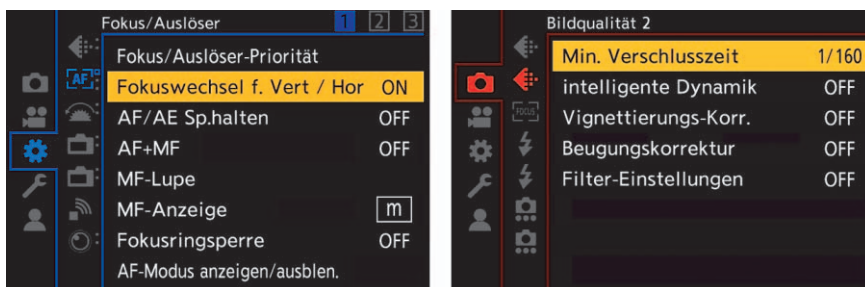 Fokus/Auslöser 1 2 3
Fokus/Auslöser-Priorität
Fokuswechsel f. Vert / Hor ON
AF/AE Sp.halten OFF
AF+MF OFF
MF-Lupe
MF-Anzeige m
Fokusringsperre OFF
AF-Modus anzeigen/ausblen.
AF
Bildqualität 2
Min. Verschlusszeit 1/160
intelligente Dynamik OFF
Vignettierungs-Korr. OFF
Beugungskorrektur OFF
Filter-Einstellungen OFF
FOCUS